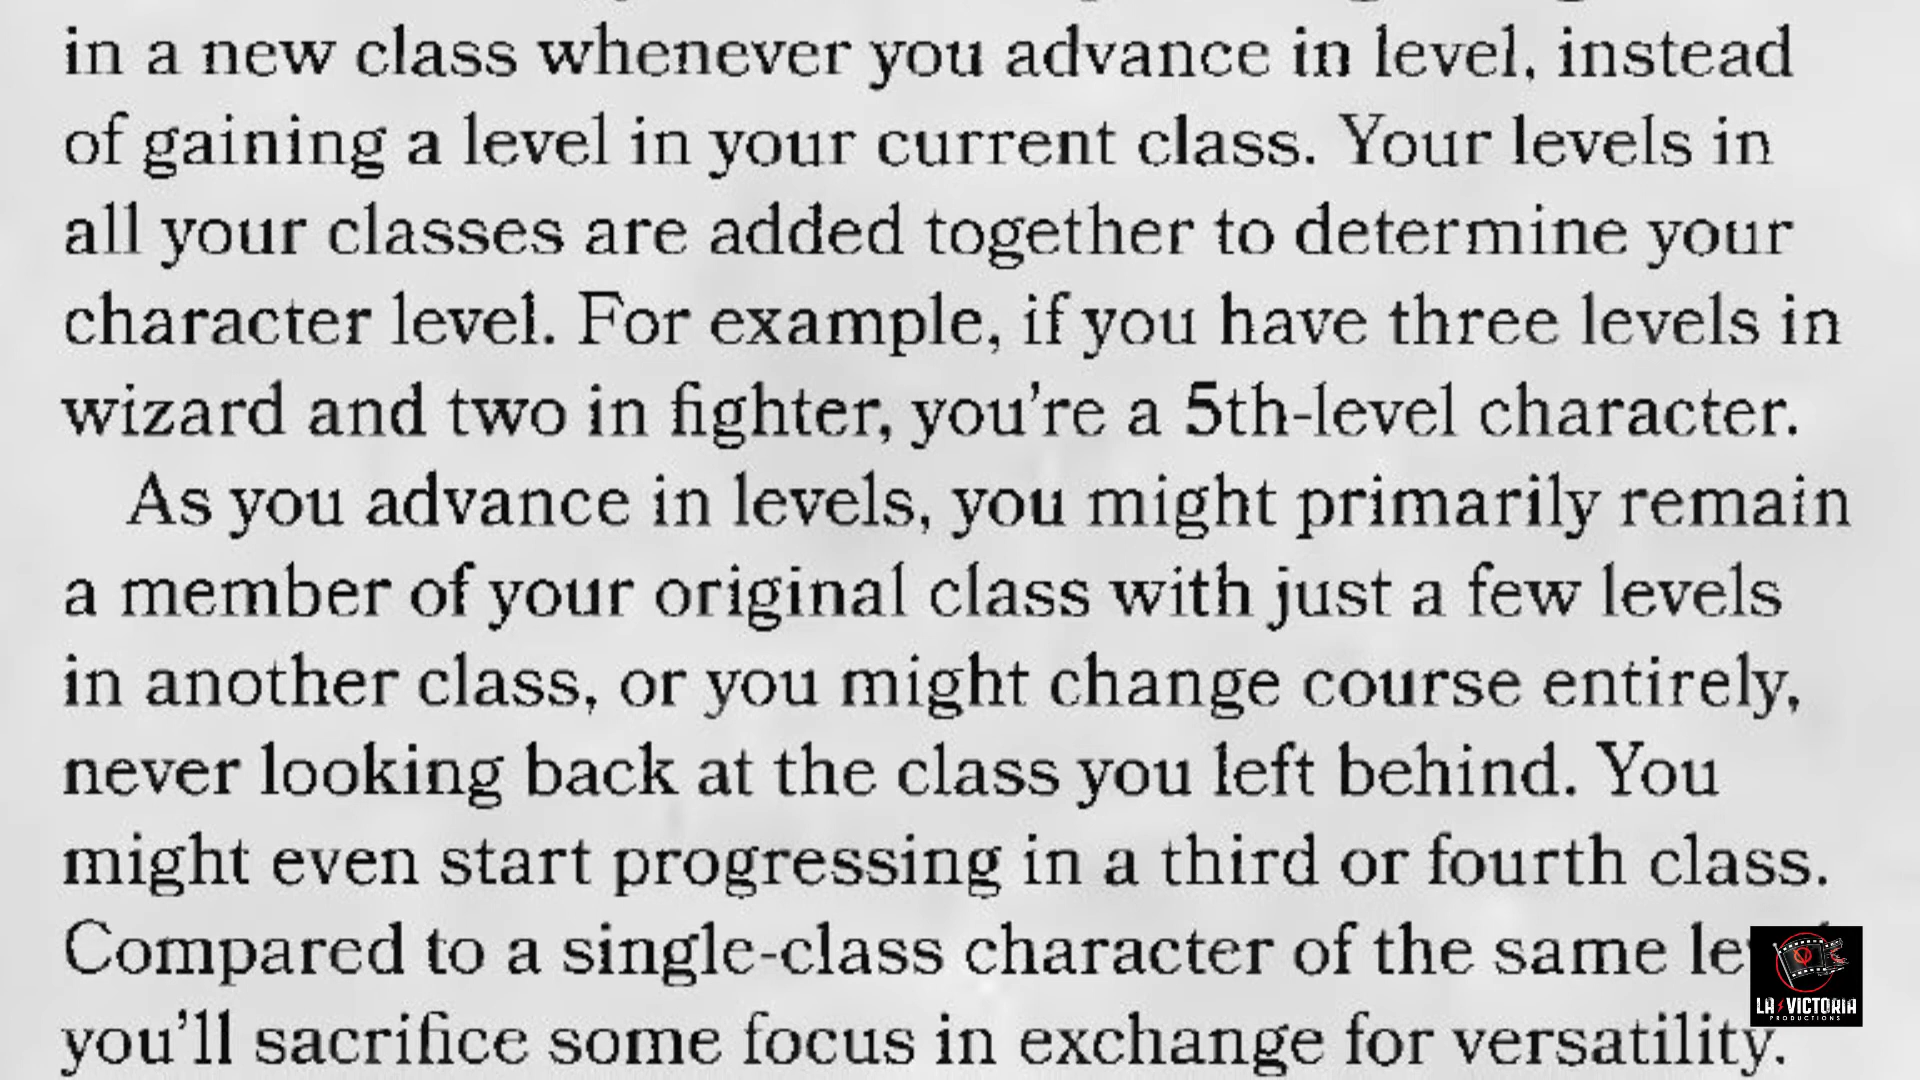 in a new class whenever you advance in level, instead
of gaining a level in your current class. Your levels in
all your classes are added together to determine your
character level. For example, if you have three levels in
wizard and two in fighter, you're a 5th-level character.
As you advance in levels, you might primarily remain
a member of your original class with just a few levels
in another class, or you might change course entirely,
never looking back at the class you left behind. You
might even start progressing in a third or fourth class.
Compared to a single-class character of the same
you'll sacrifice some focus in exchange for versatility.
LA VICTORIA
PRODUCTIONS